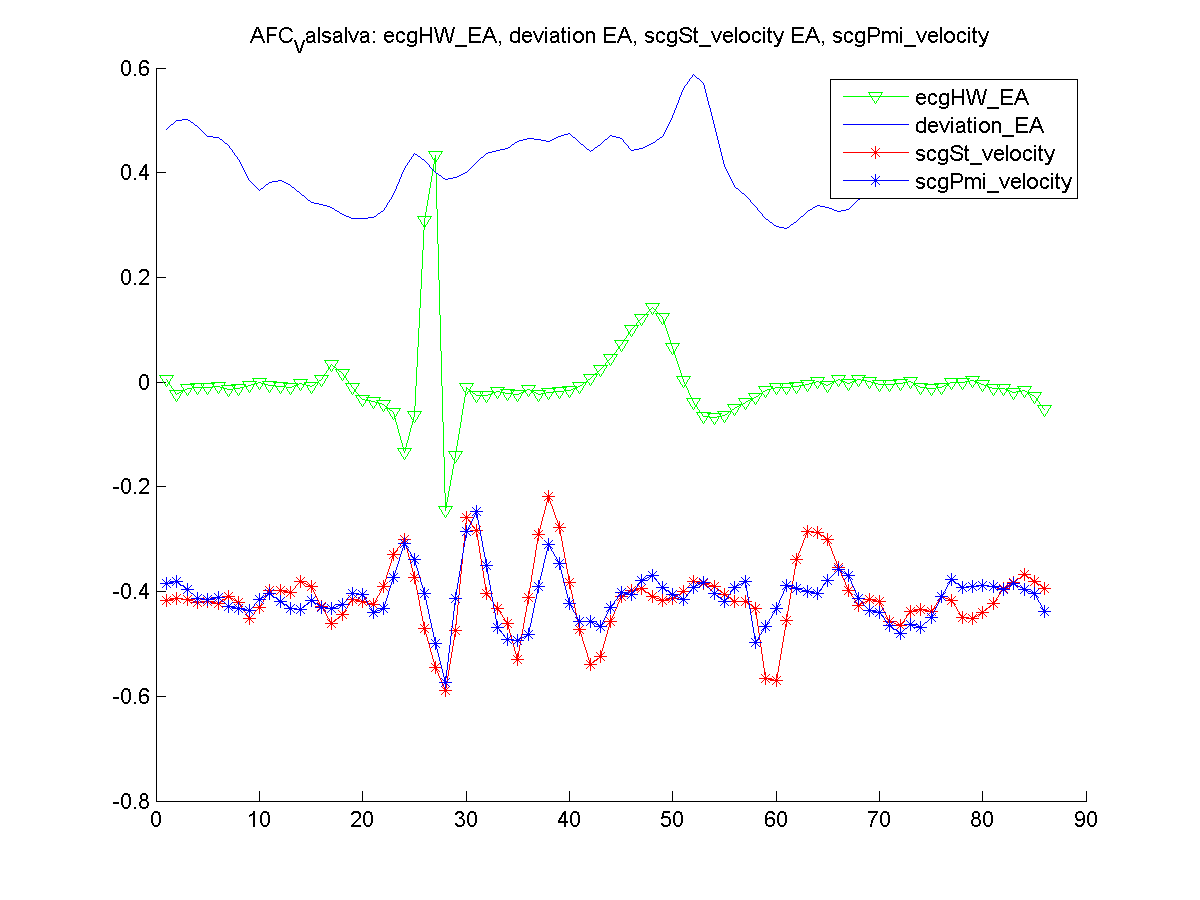 AFCValsalva: ecgHW_EA, deviation EA, scgSt_velocity EA, scgPmi_velocity
ecgHW_EA
deviation_EA
scgSt_velocity
scgPmi_velocity
0.6
0.4
0.2
0
-0.2
-0.4
-0.6
-0.8
0 10 20 30 40 50 60 70 80 90